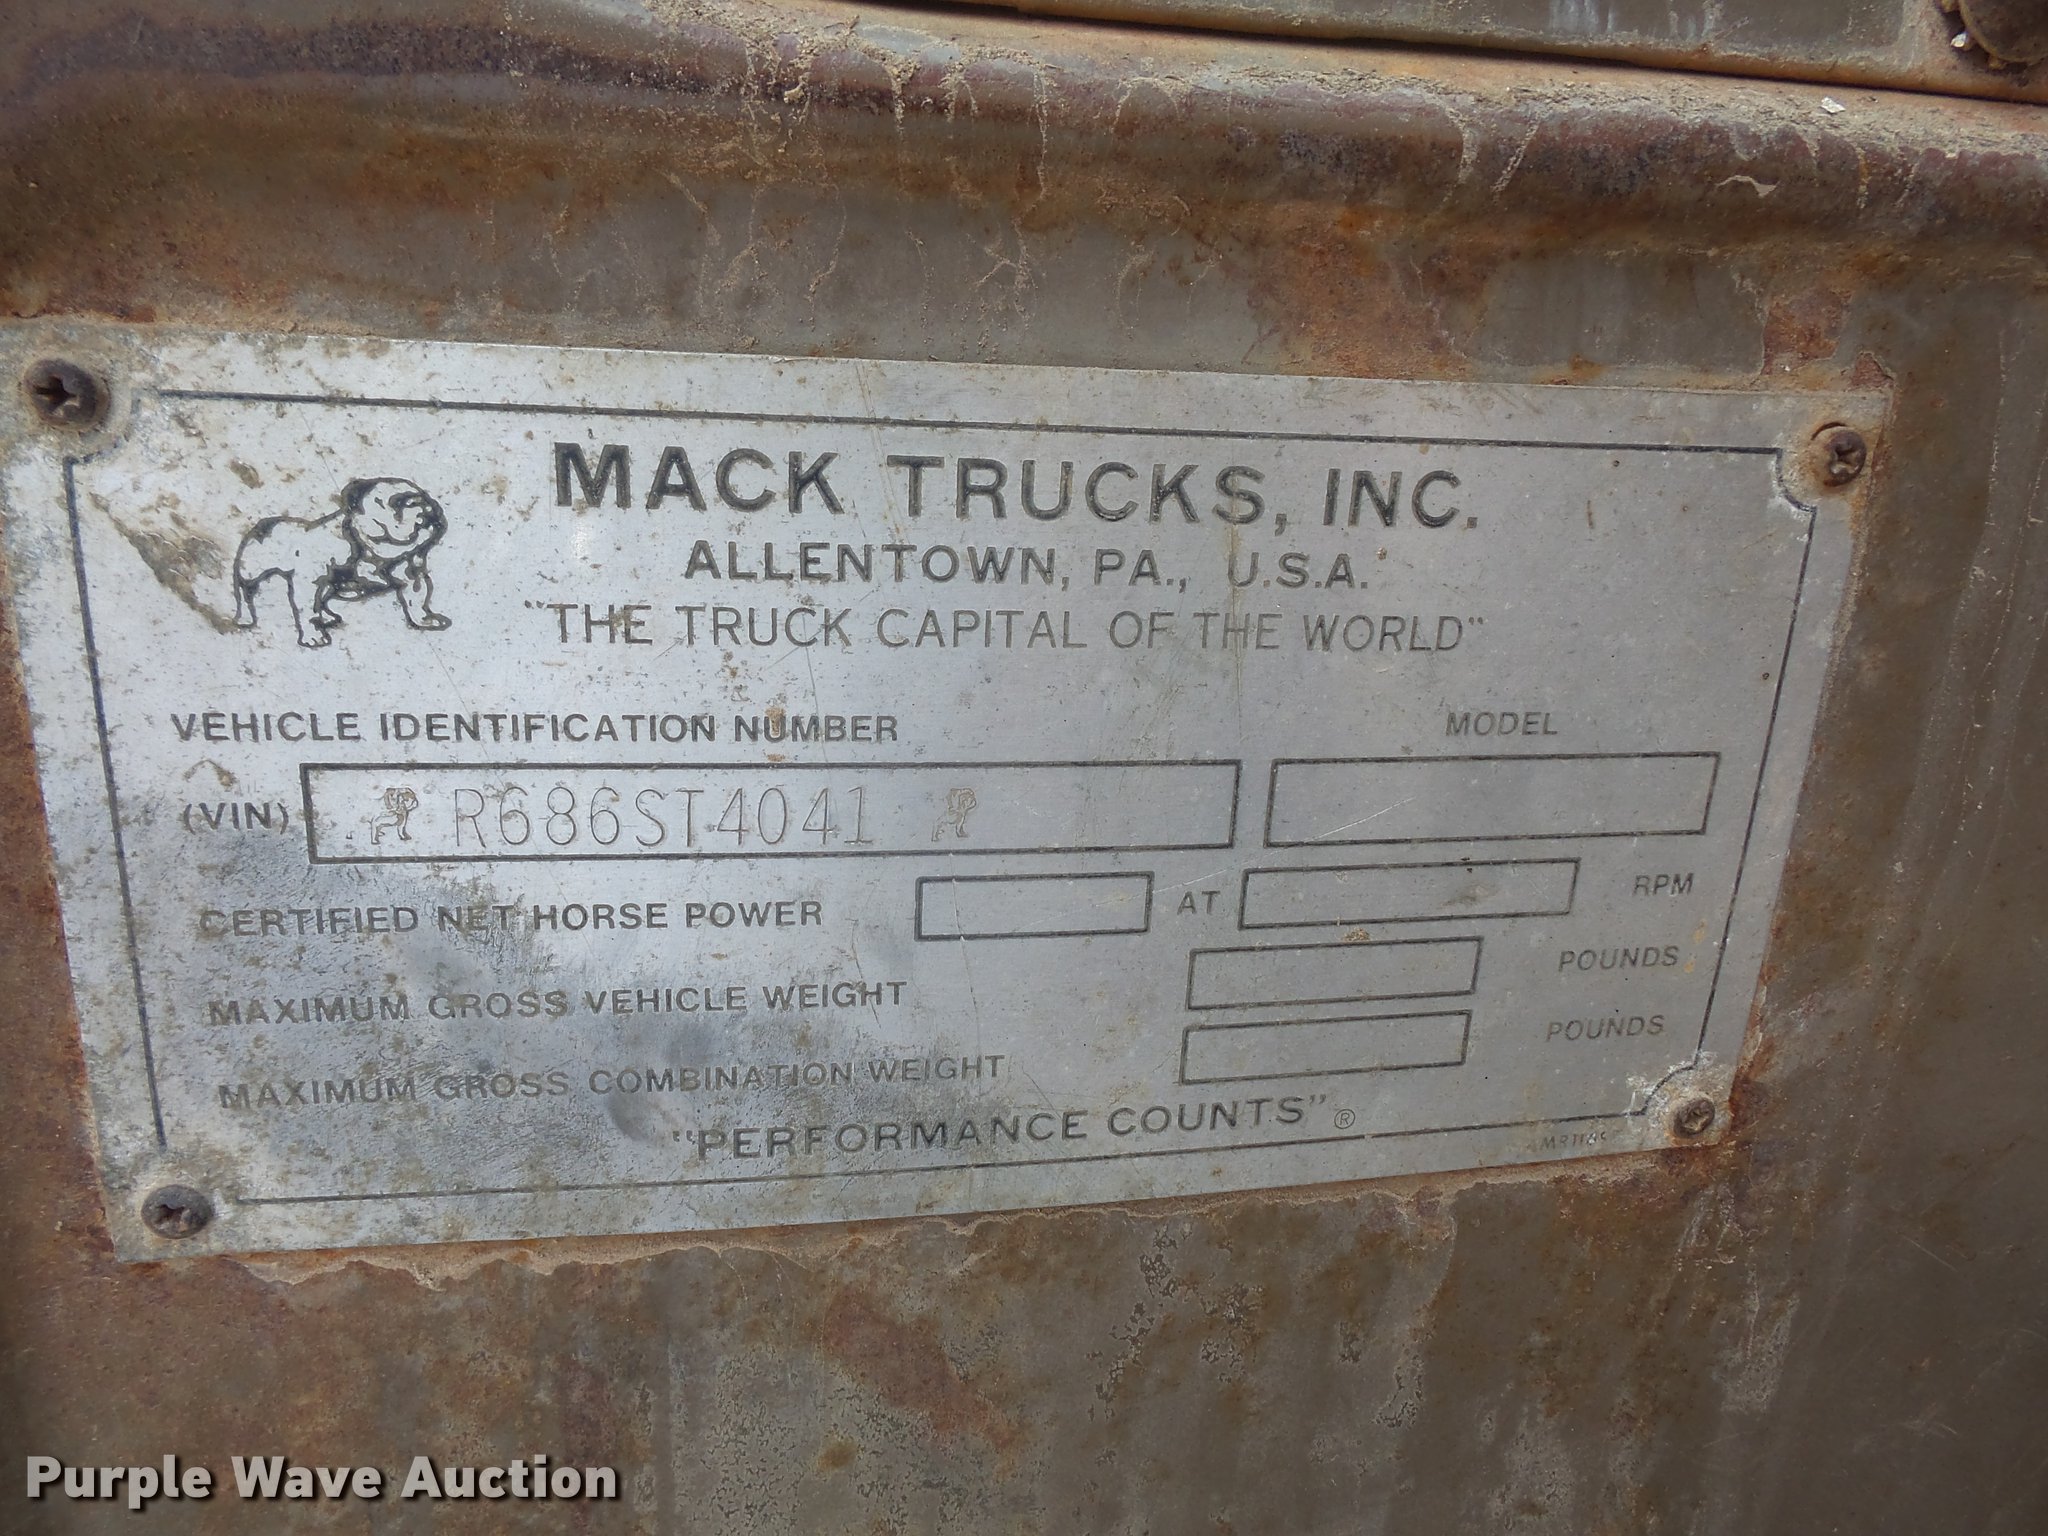 MACK TRUCKS, INC.
ALLENTOWN, PA., U.S.A.
"THE TRUCK CAPITAL OF THE WORLD"
VEHICLE IDENTIFICATION NUMBER MODEL
(VIN) R686ST4041
CERTIFIED NET HORSE POWER AT RPM
MAXIMUM GROSS VEHICLE WEIGHT POUNDS
MAXIMUM GROSS COMBINATION WEIGHT POUNDS
"PERFORMANCE COUNTS"®
Purple Wave Auction